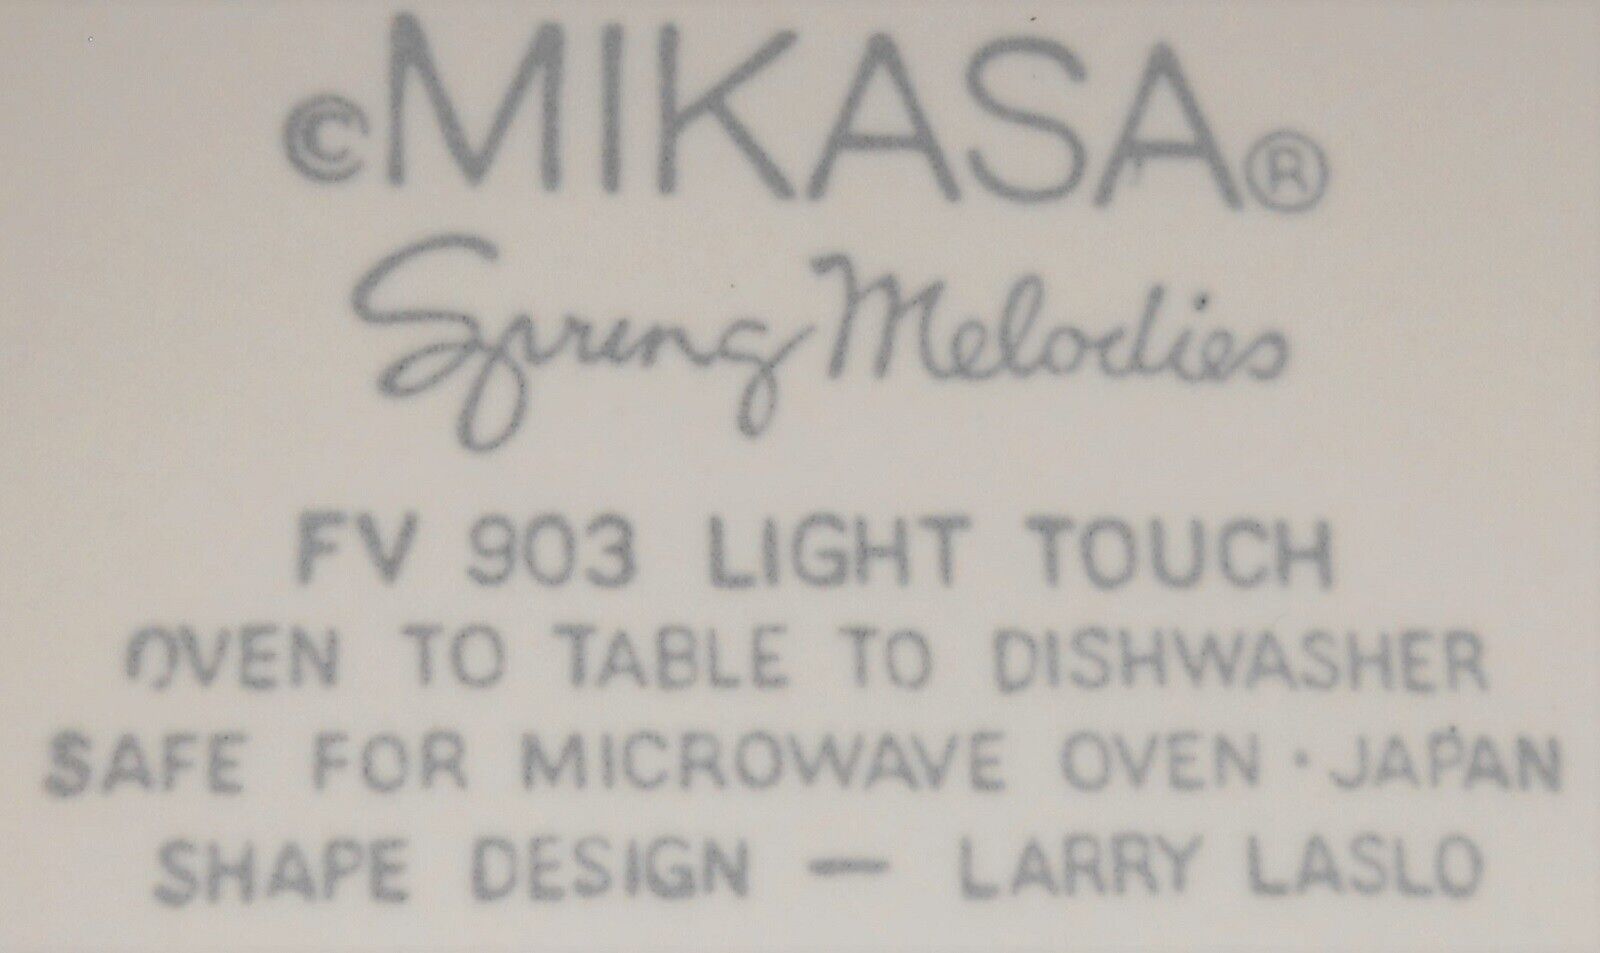 ©MIKASA®
Spring Melodies
FV 903 LIGHT TOUCH
OVEN TO TABLE TO DISHWASHER
SAFE FOR MICROWAVE OVEN · JAPAN
SHAPE DESIGN — LARRY LASLO